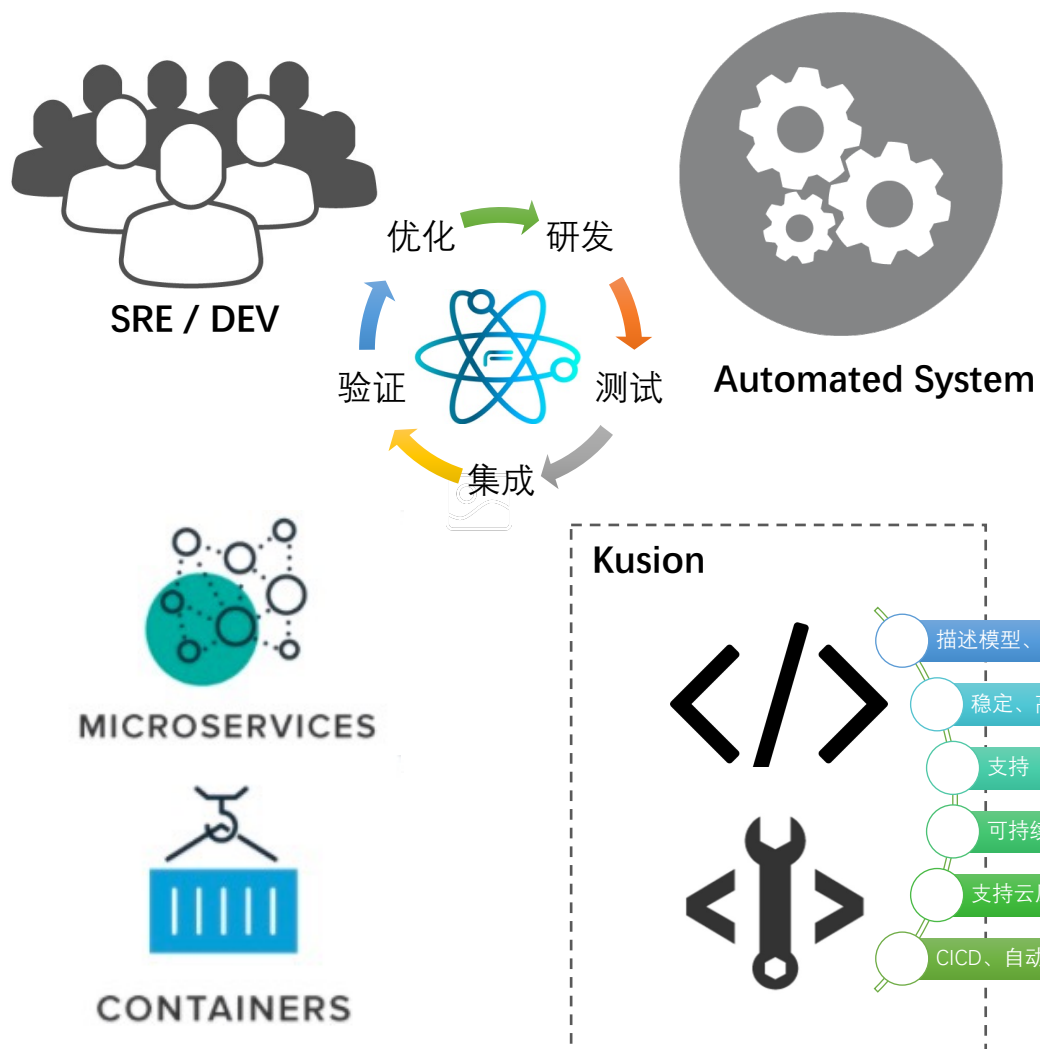 SRE / DEV
优化
研发
验证
测试
集成
Automated System
MICROSERVICES
CONTAINERS
Kusion
描述模型、
稳定、
支持
可持续
支持云
CICD、自动